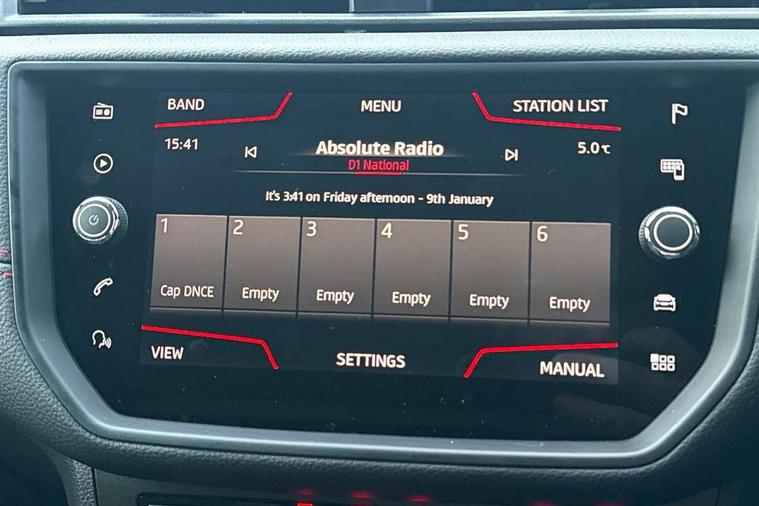 BAND MENU STATION LIST
15:41 Absolute Radio 5.0℃
D1 National
It's 3:41 on Friday afternoon - 9th January
1 2 3 4 5 6
Cap DNCE Empty Empty Empty Empty Empty
VIEW SETTINGS MANUAL